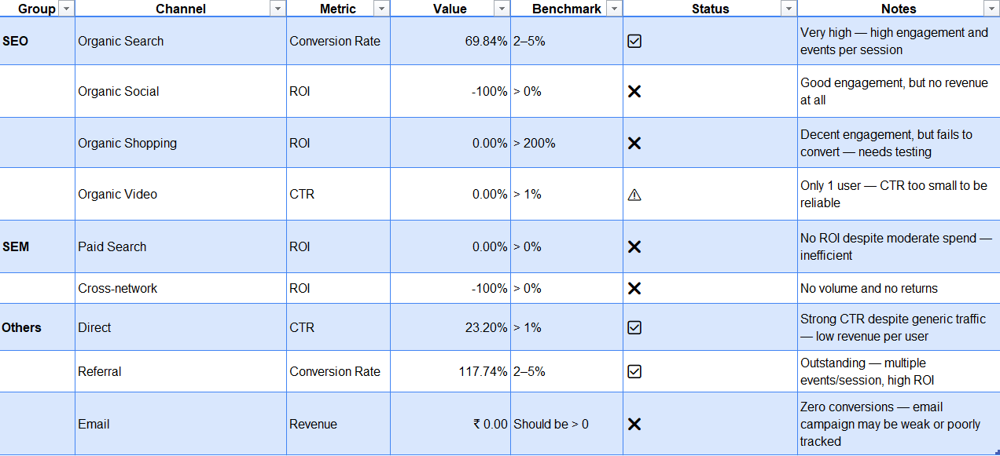 Group Channel Metric Value Benchmark Status Notes
SEO Organic Search Conversion Rate 69.84% 2–5% Very high — high engagement and
events per session
Organic Social ROI -100% > 0% Good engagement, but no revenue
at all
Organic Shopping ROI 0.00% > 200% Decent engagement, but fails to
convert — needs testing
Organic Video CTR 0.00% > 1% Only 1 user — CTR too small to be
reliable
SEM Paid Search ROI 0.00% > 0% No ROI despite moderate spend —
inefficient
Cross-network ROI -100% > 0% No volume and no returns
Others Direct CTR 23.20% > 1% Strong CTR despite generic traffic
— low revenue per user
Referral Conversion Rate 117.74% 2–5% Outstanding — multiple
events/session, high ROI
Email Revenue ₹ 0.00 Should be > 0 Zero conversions — email
campaign may be weak or poorly
tracked